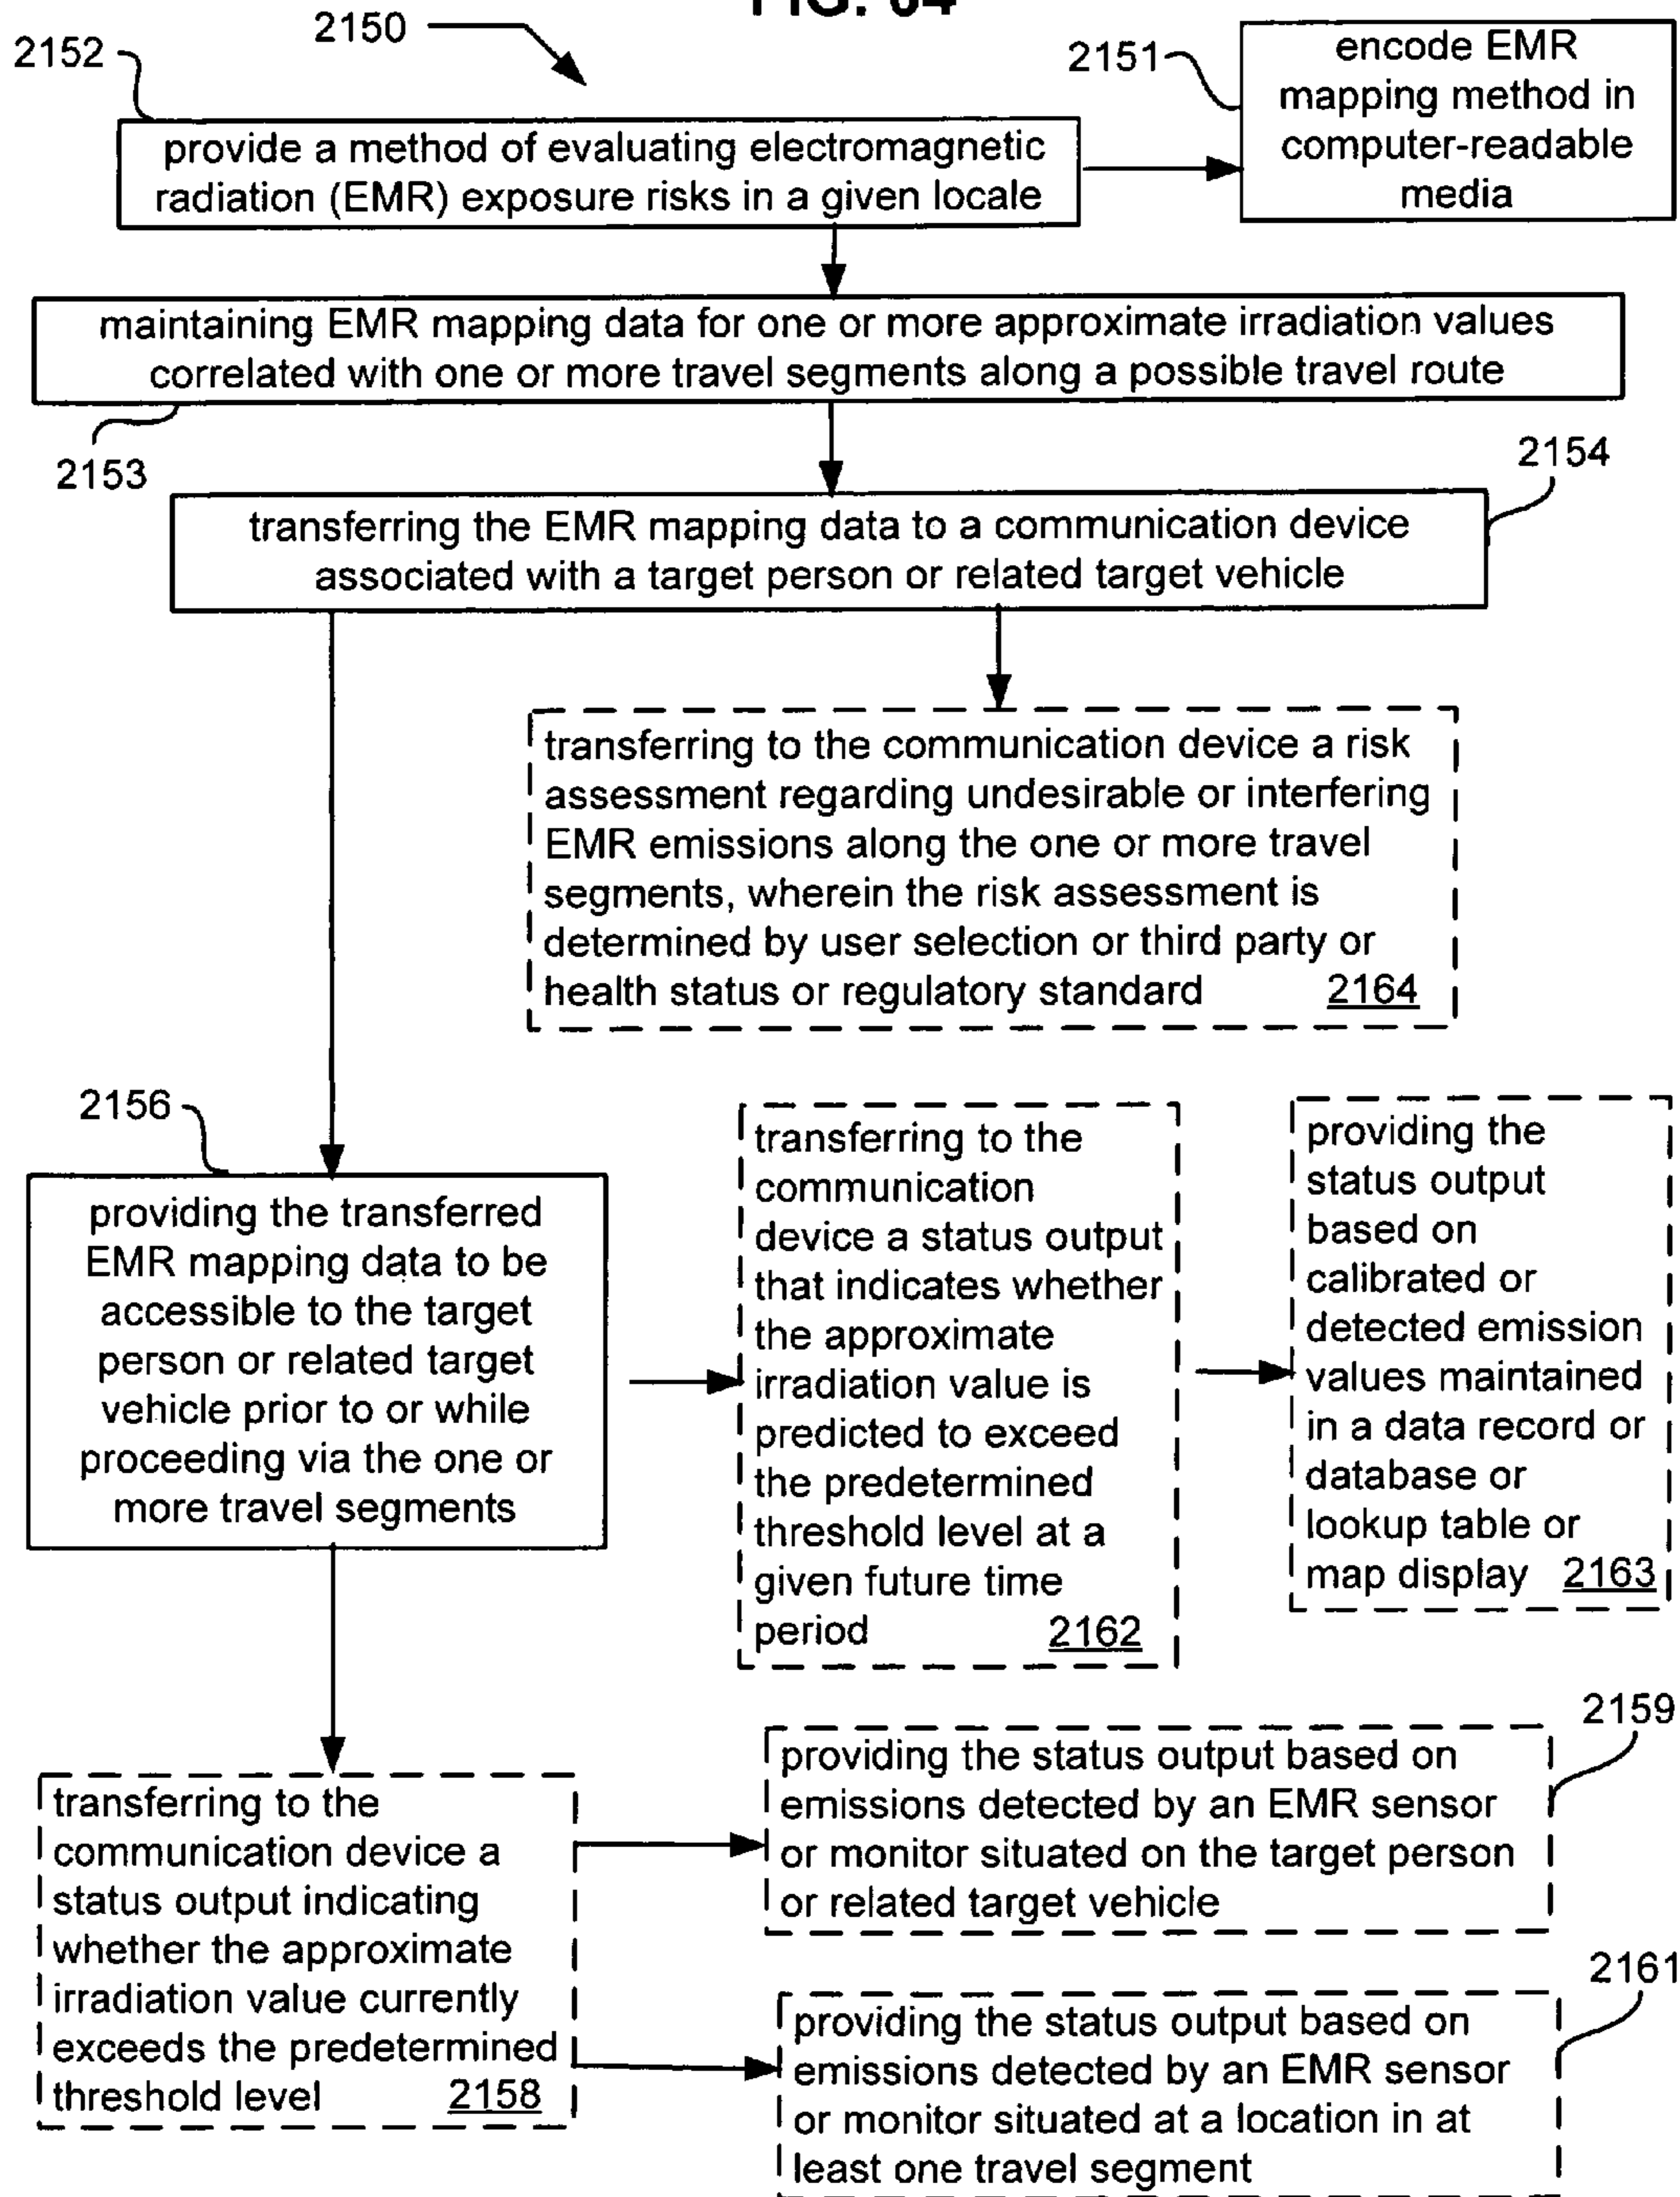 FIG. 64
2150
2152
2151
encode EMR
mapping method in
computer-readable
media
provide a method of evaluating electromagnetic
radiation (EMR) exposure risks in a given locale
maintaining EMR mapping data for one or more approximate irradiation values
correlated with one or more travel segments along a possible travel route
2153
2154
transferring the EMR mapping data to a communication device
associated with a target person or related target vehicle
transferring to the communication device a risk
assessment regarding undesirable or interfering
EMR emissions along the one or more travel
segments, wherein the risk assessment is
determined by user selection or third party or
health status or regulatory standard 2164
2156
providing the transferred
EMR mapping data to be
accessible to the target
person or related target
vehicle prior to or while
proceeding via the one or
more travel segments
transferring to the
communication
device a status output
that indicates whether
the approximate
irradiation value is
predicted to exceed
the predetermined
threshold level at a
given future time
period 2162
providing the
status output
based on
calibrated or
detected emission
values maintained
in a data record or
database or
lookup table or
map display 2163
transferring to the
communication device a
status output indicating
whether the approximate
irradiation value currently
exceeds the predetermined
threshold level 2158
2159
providing the status output based on
emissions detected by an EMR sensor
or monitor situated on the target person
or related target vehicle
2161
providing the status output based on
emissions detected by an EMR sensor
or monitor situated at a location in at
least one travel segment